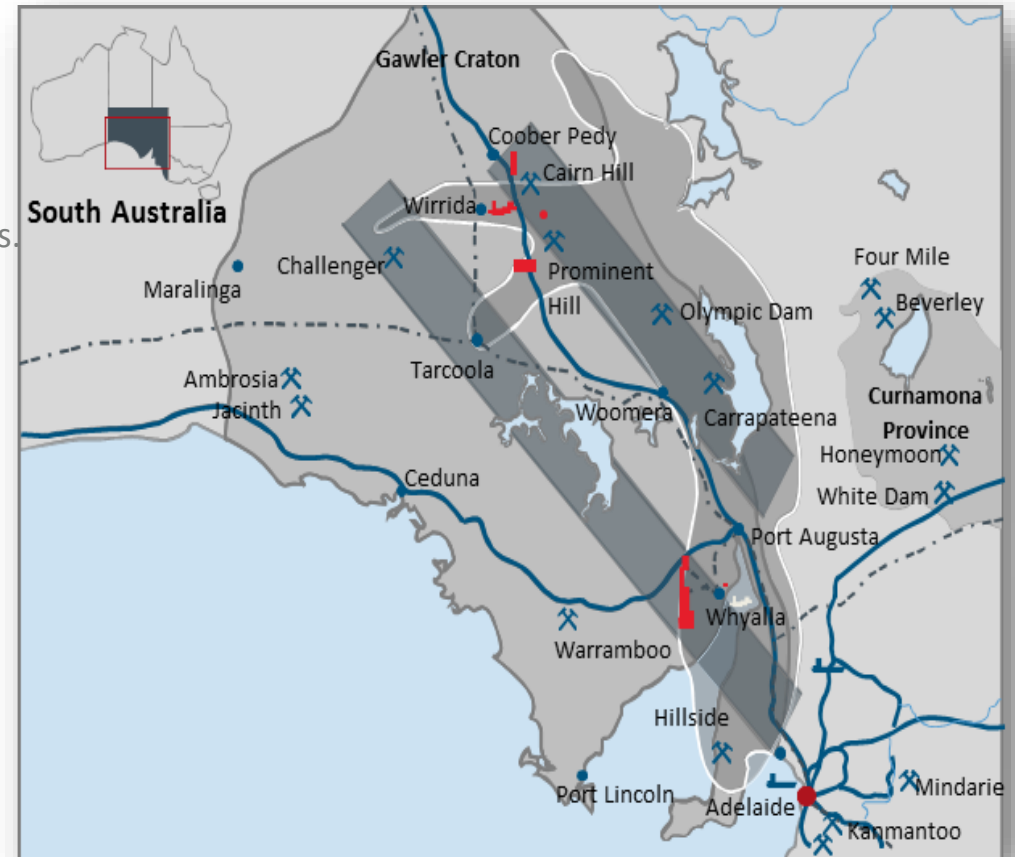 Gawler Craton
Coober Pedy
Cairn Hill
South Australia
Wirrida
s.
Challenger
Prominent
Hill
Maralinga
Four Mile
Beverley
Olympic Dam
Tarcoola
Ambrosia
Jacinth
Woomera
Carrapateena
Curnamona
Province
Honeymoon
White Dam
Ceduna
Port Augusta
Whyalla
Warramboo
Hillside
Port Lincoln
Adelaide
Mindarie
Kanmantoo